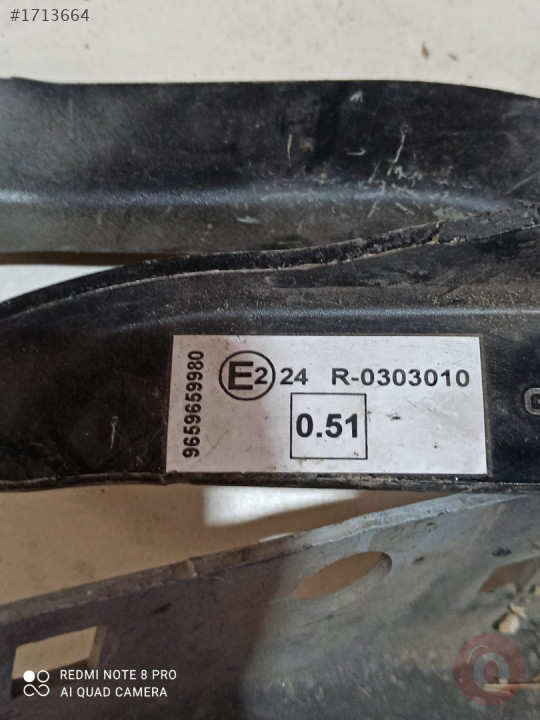 #1713664
9659659980
E2 24 R-0303010
0.51
REDMI NOTE 8 PRO
AI QUAD CAMERA